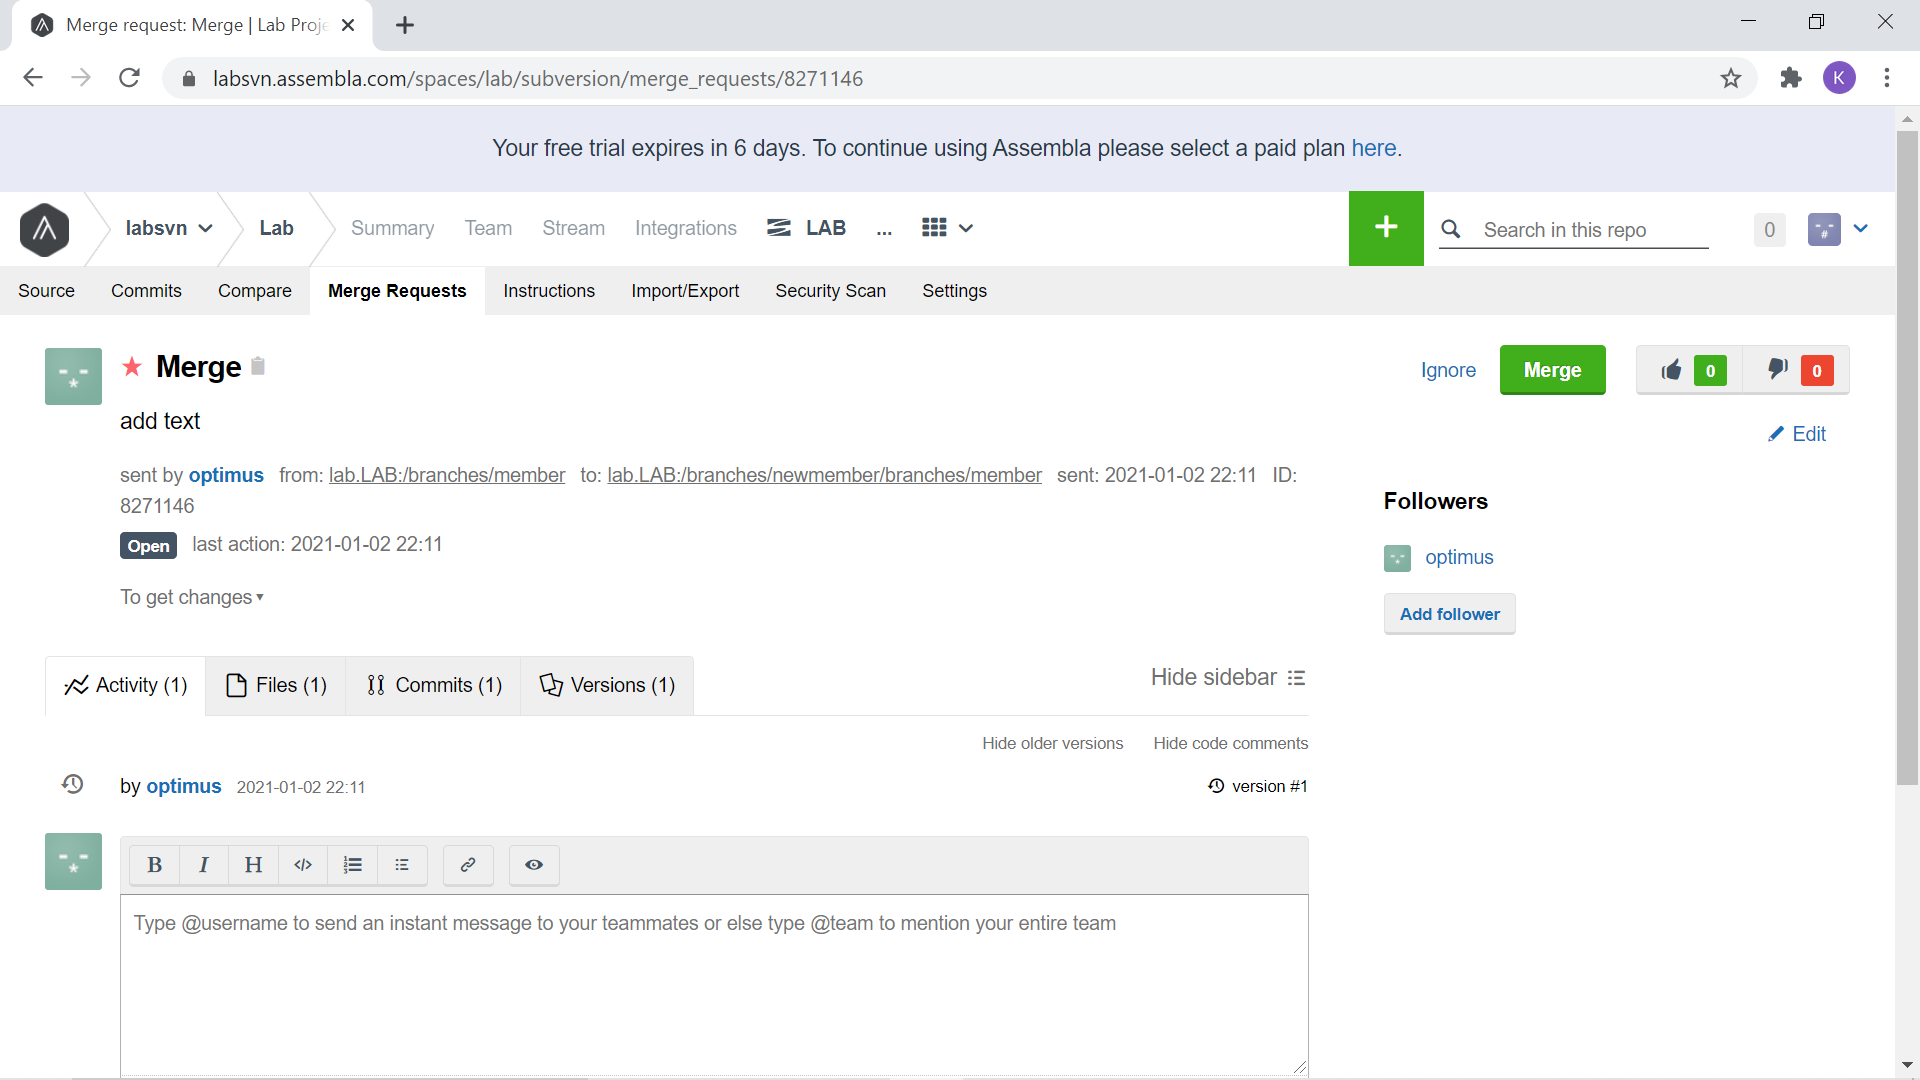 Merge request: Merge | Lab Proje
labsvn.assembla.com/spaces/lab/subversion/merge_requests/8271146
K
Your free trial expires in 6 days. To continue using Assembla please select a paid plan here.
labsvn Lab Summary Team Stream Integrations LAB ... + Search in this repo 0
Source Commits Compare Merge Requests Instructions Import/Export Security Scan Settings
Merge Ignore Merge 0 0
add text
Edit
sent by optimus from: lab.LAB:/branches/member to: lab.LAB:/branches/newmember/branches/member sent: 2021-01-02 22:11 ID:
8271146
Open last action: 2021-01-02 22:11
To get changes
Followers
optimus
Add follower
Activity (1) Files (1) Commits (1) Versions (1) Hide sidebar
Hide older versions Hide code comments
by optimus 2021-01-02 22:11 version #1
B I H </>
Type @username to send an instant message to your teammates or else type @team to mention your entire team